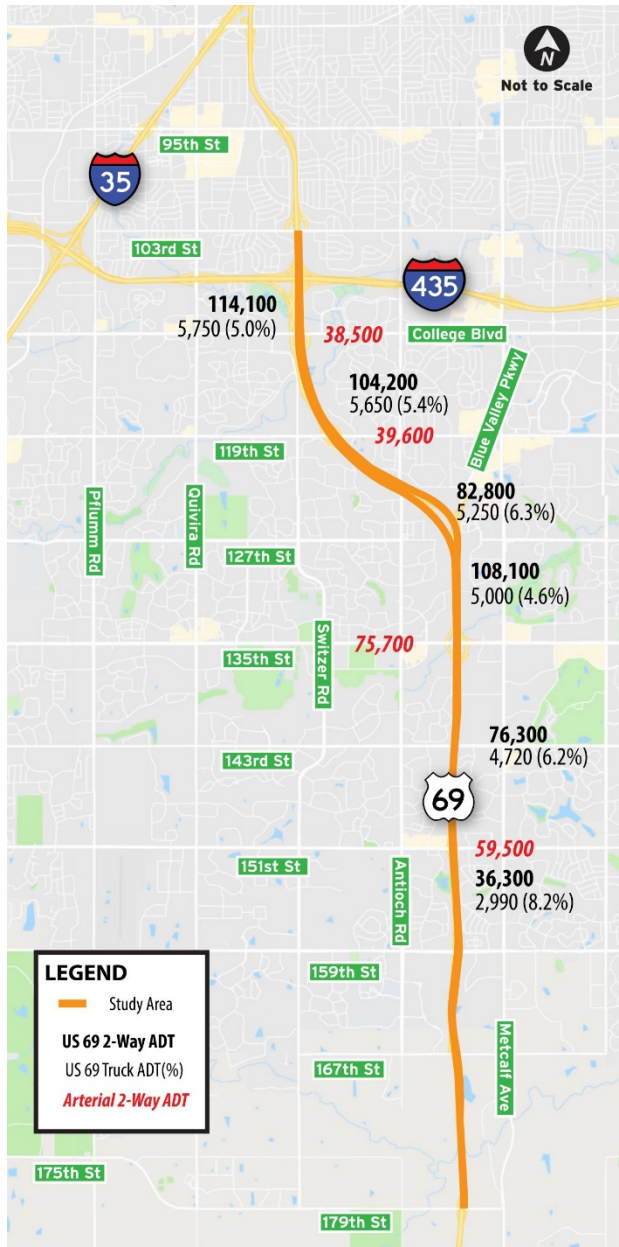 N
Not to Scale
95th St
35
103rd St
435
114,100
5,750 (5.0%)
38,500
College Blvd
104,200
5,650 (5.4%)
Blue Valley Pkwy
39,600
119th St
82,800
5,250 (6.3%)
Pflumm Rd
Quivira Rd
127th St
108,100
5,000 (4.6%)
Switzer Rd
75,700
135th St
76,300
4,720 (6.2%)
143rd St
69
59,500
151st St
36,300
2,990 (8.2%)
Antioch Rd
159th St
LEGEND
Study Area
US 69 2-Way ADT
US 69 Truck ADT(%)
Arterial 2-Way ADT
Metcalf Ave
167th St
175th St
179th St